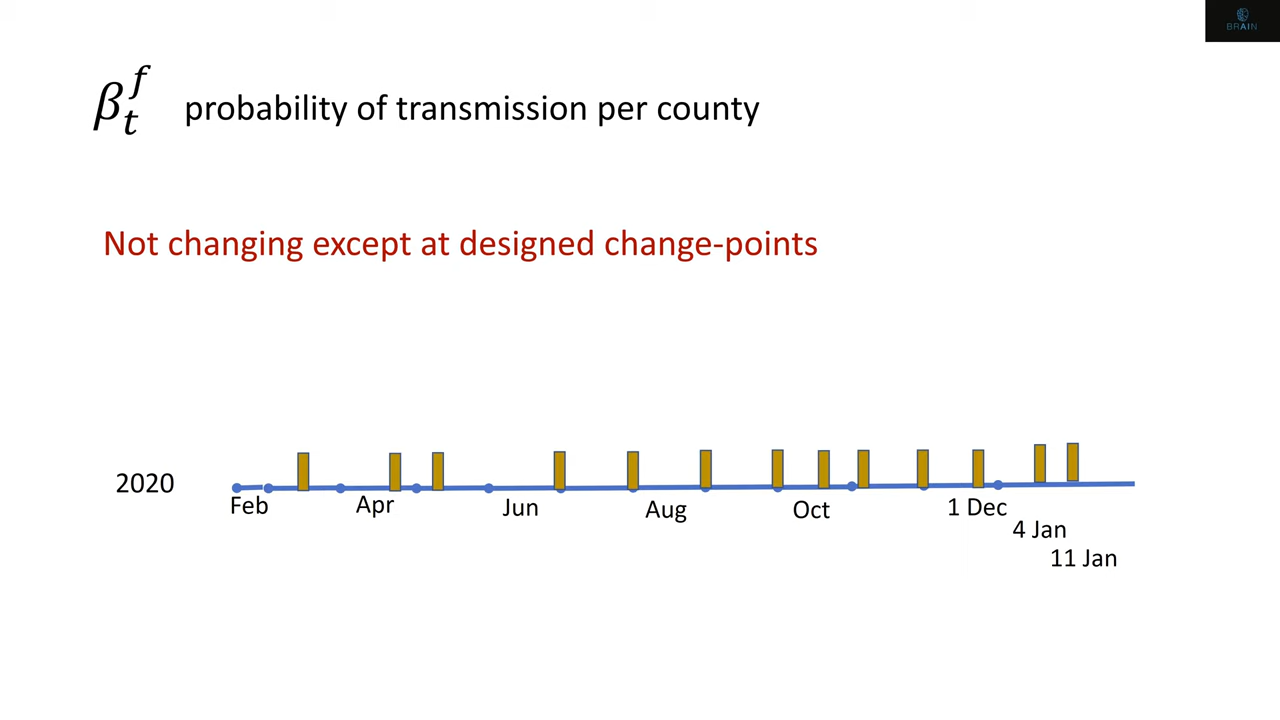 BRAIN
β_t^f probability of transmission per county
Not changing except at designed change-points
2020
Feb Apr Jun Aug Oct 1 Dec
4 Jan
11 Jan